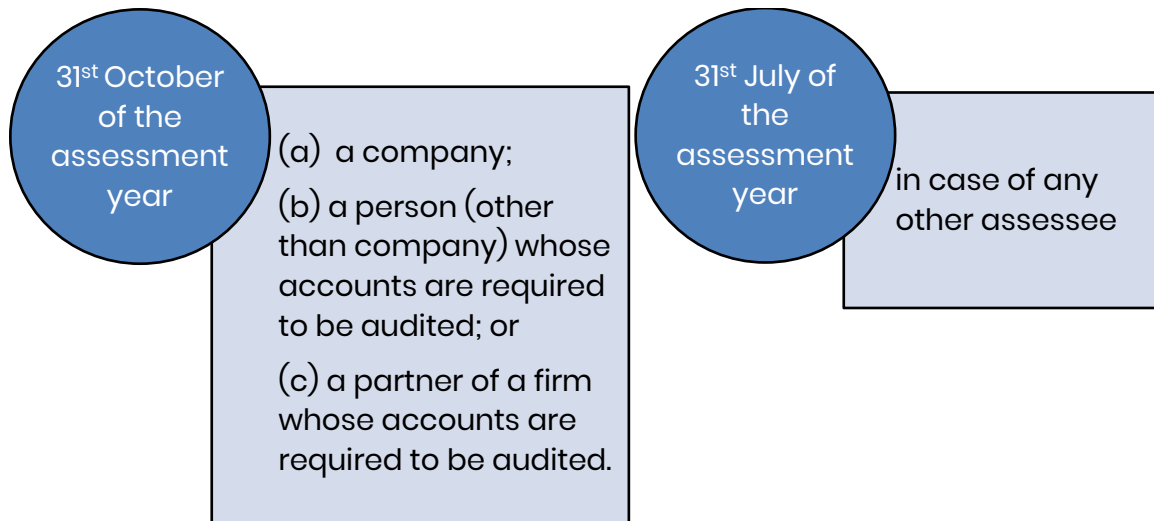 31st October
of the
assessment
year
(a) a company;
(b) a person (other
than company) whose
accounts are required
to be audited; or
(c) a partner of a firm
whose accounts are
required to be audited.
31st July of
the
assessment
year
in case of any
other assessee